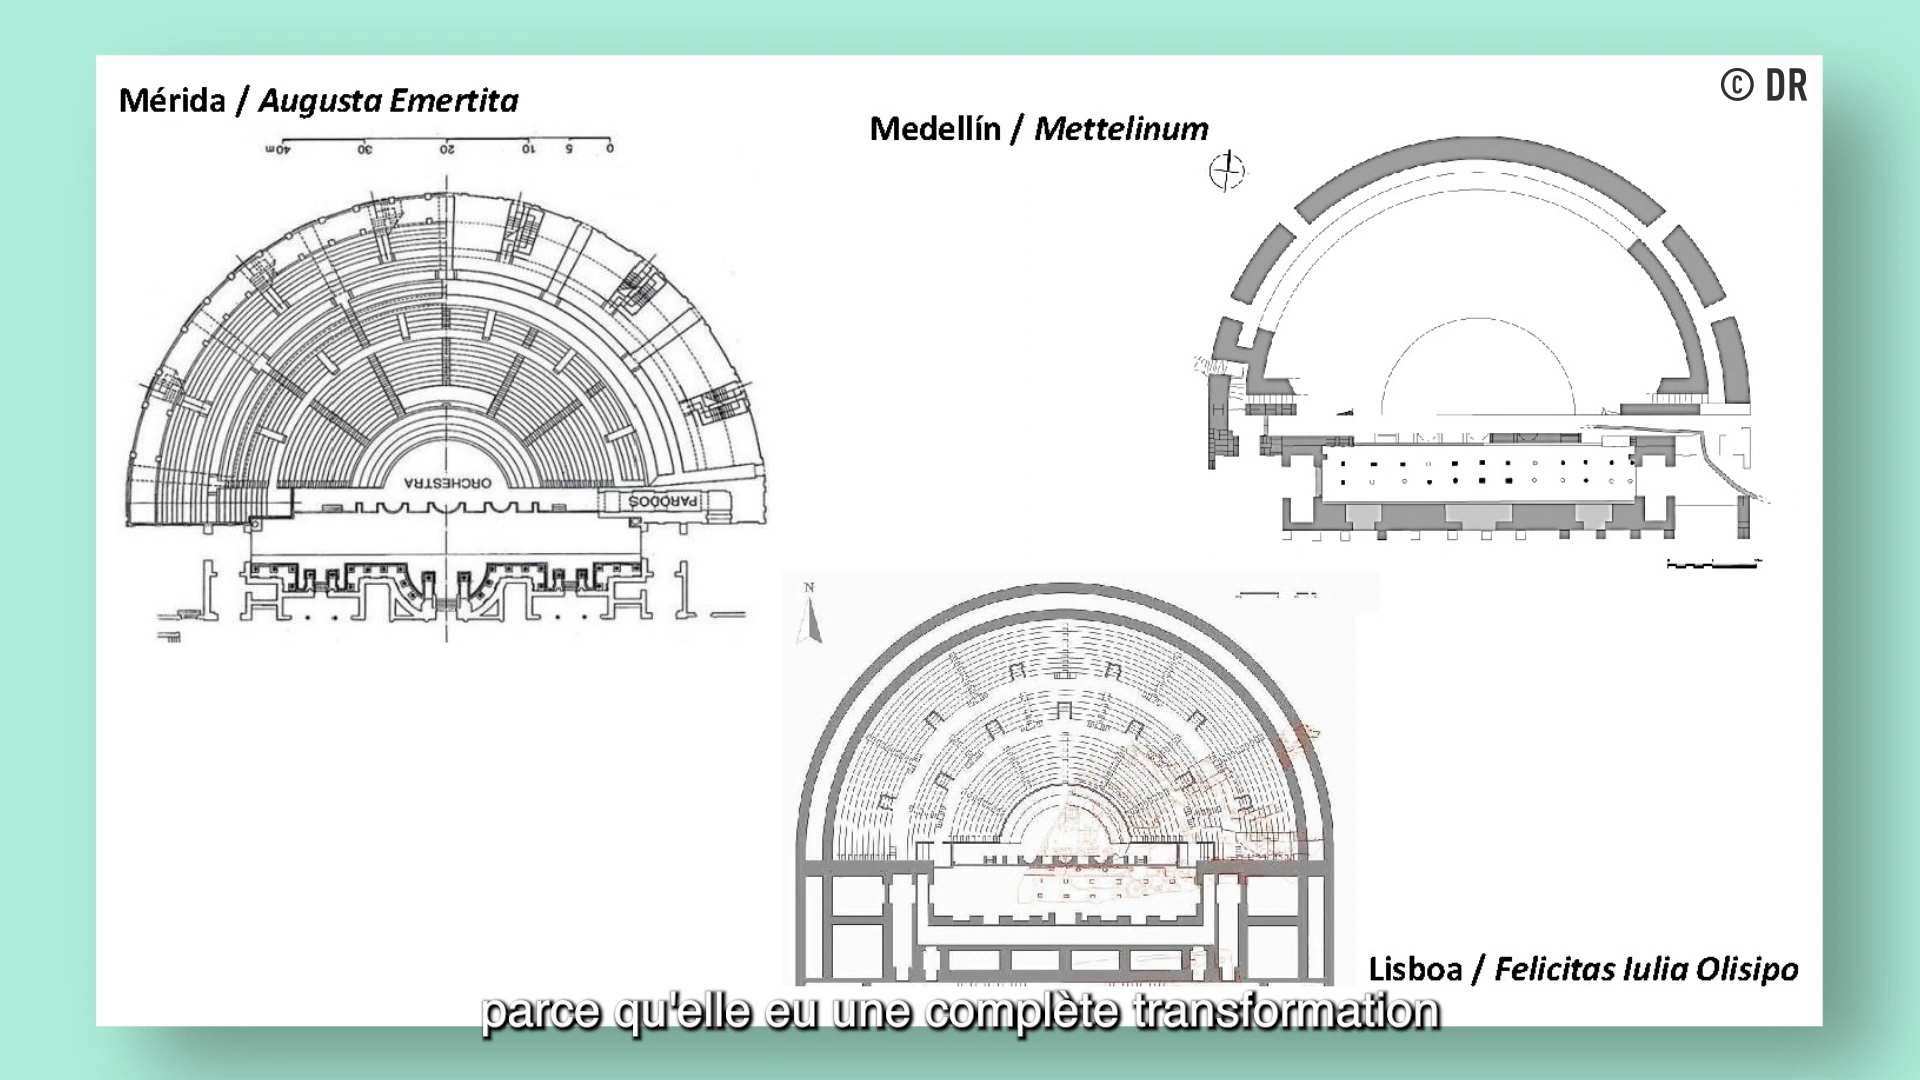 © DR
Mérida / Augusta Emertita
Medellín / Mettelinum
40m 30 20 10 5 0
ORCHESTRA
PARODOS
N
Lisboa / Felicitas Iulia Olisipo
parce qu'elle eu une complète transformation